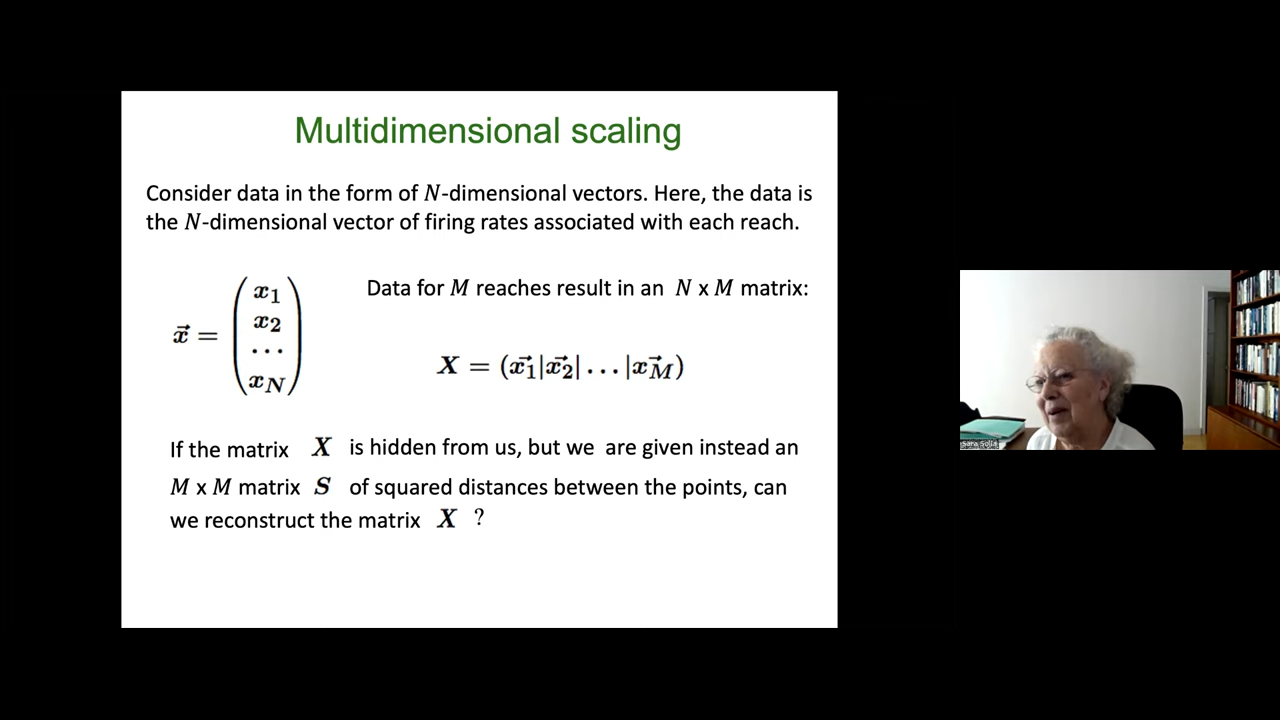 Multidimensional scaling
Consider data in the form of N-dimensional vectors. Here, the data is
the N-dimensional vector of firing rates associated with each reach.
Data for M reaches result in an N x M matrix:
x⃗ = (x₁ x₂ ... x_N)
X = (x⃗₁|x⃗₂|...|x⃗_M)
If the matrix X is hidden from us, but we are given instead an
M x M matrix S of squared distances between the points, can
we reconstruct the matrix X ?
Sara Solla